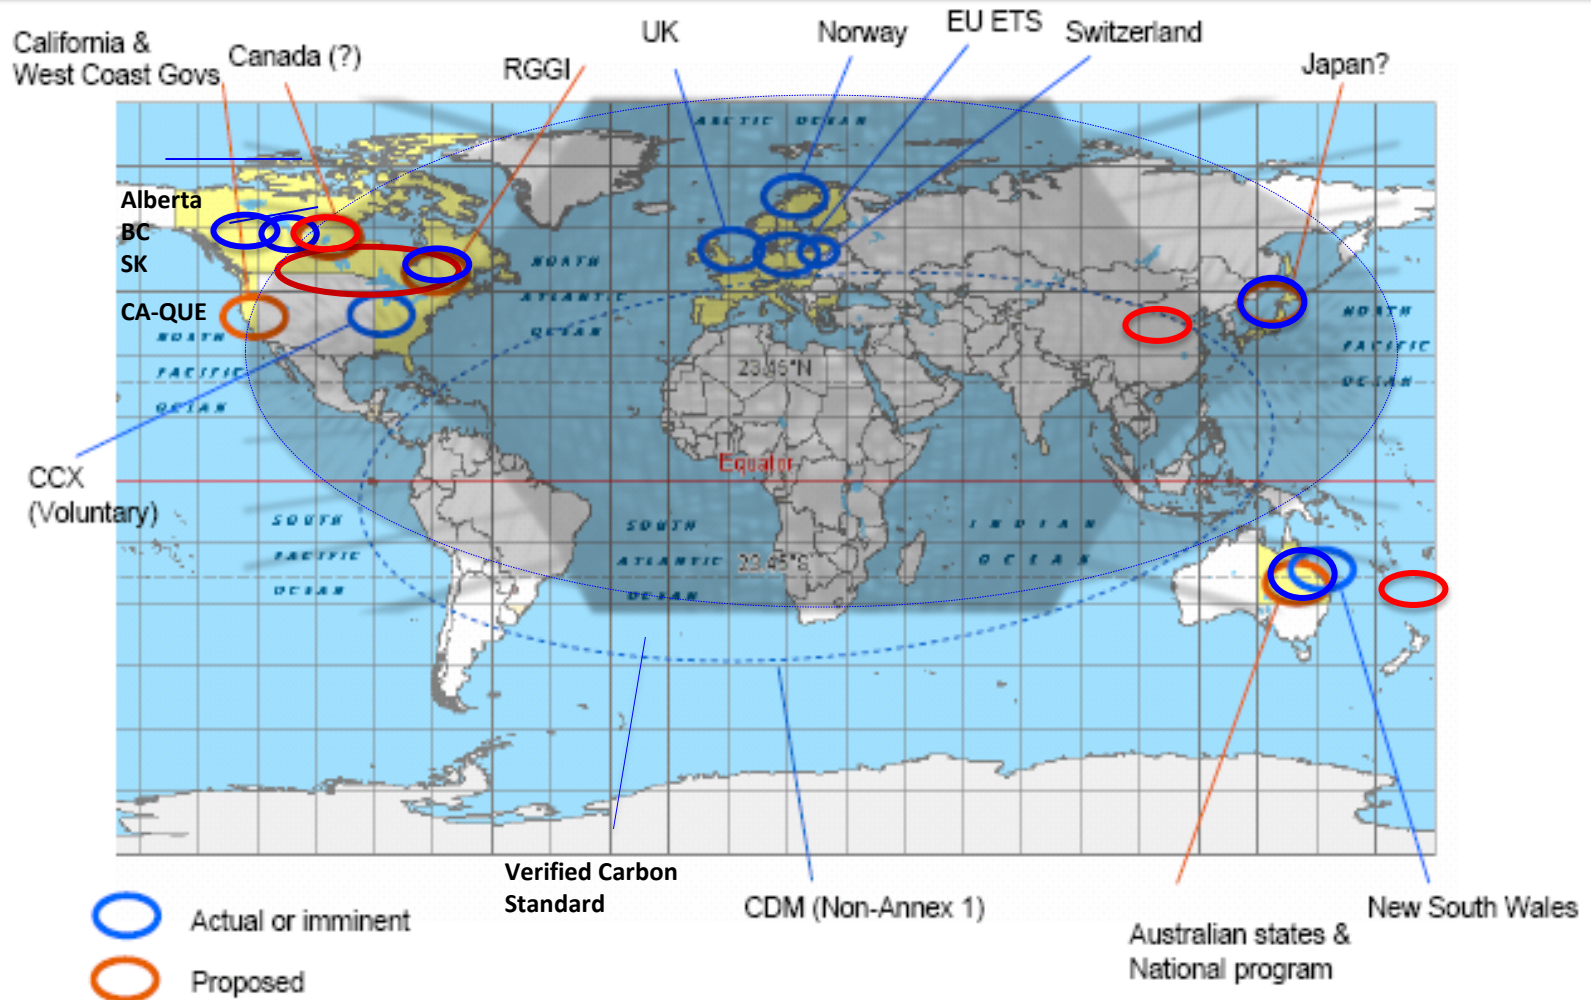 California &
West Coast Govs
Canada (?)
RGGI
UK
Norway
EU ETS
Switzerland
Japan?
ARCTIC OCEAN
Alberta
BC
SK
CA-QUE
NORTH
PACIFIC
OCEAN
NORTH
ATLANTIC
OCEAN
NORTH
PACIFIC
OCEAN
23.45°N
Equator
CCX
(Voluntary)
SOUTH
PACIFIC
OCEAN
SOUTH
ATLANTIC
OCEAN
23.45°S
INDIAN
OCEAN
Verified Carbon
Standard
CDM (Non-Annex 1)
New South Wales
Australian states &
National program
Actual or imminent
Proposed